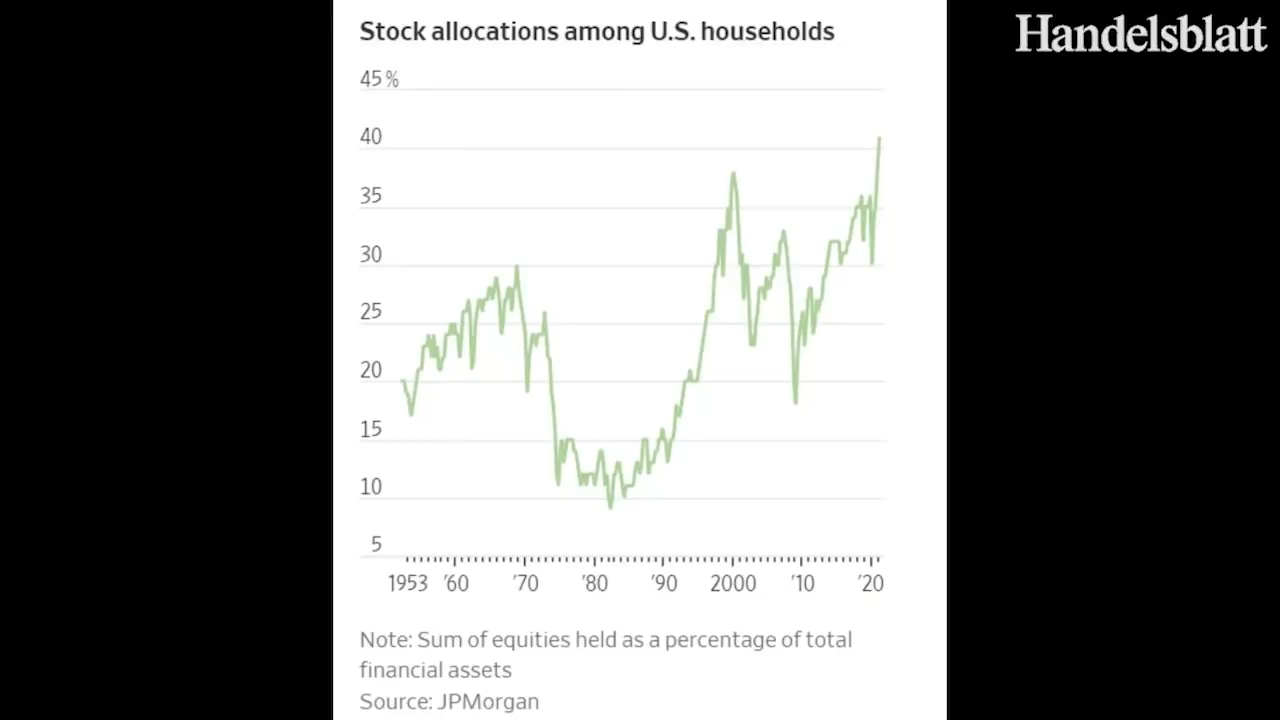 Stock allocations among U.S. households
Handelsblatt
45 %
40
35
30
25
20
15
10
5
1953 '60 '70 '80 '90 2000 '10 '20
Note: Sum of equities held as a percentage of total
financial assets
Source: JPMorgan